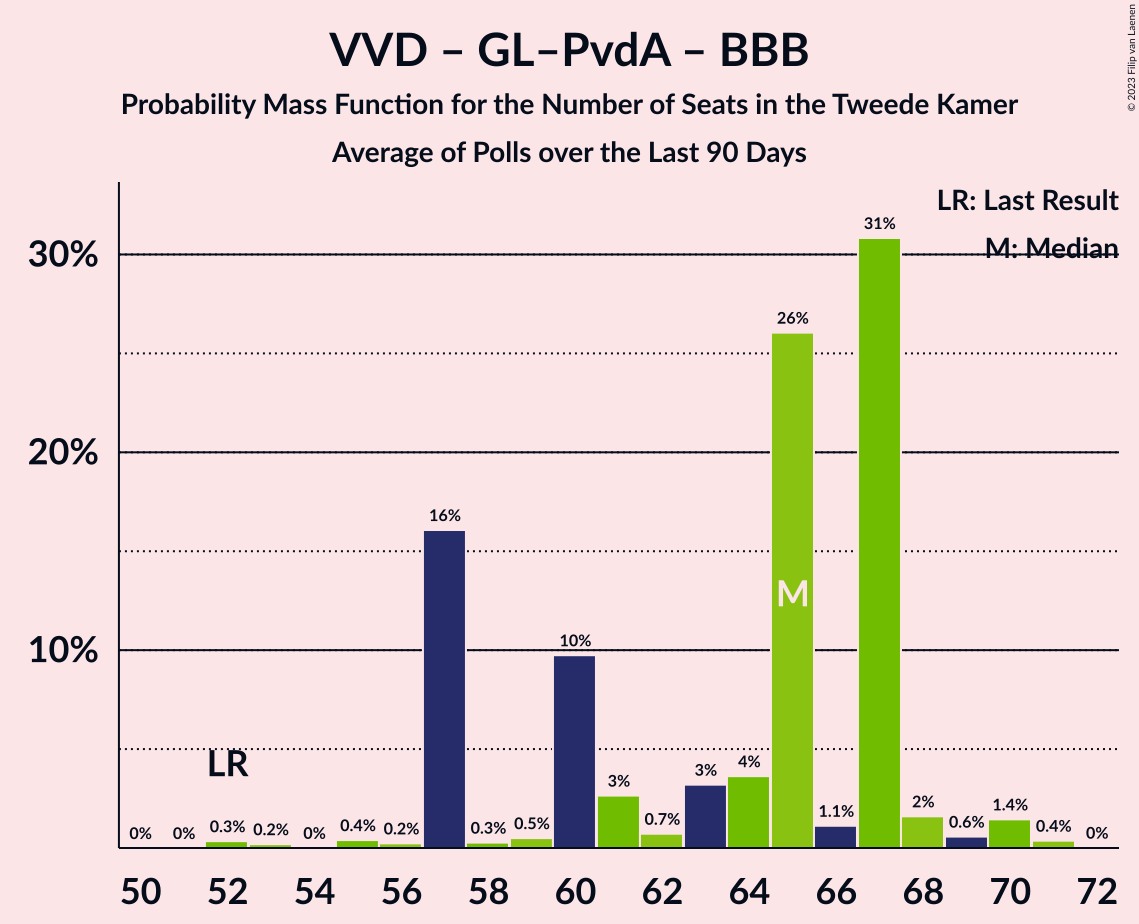 VVD – GL–PvdA – BBB
Probability Mass Function for the Number of Seats in the Tweede Kamer
Average of Polls over the Last 90 Days
© 2023 Filip van Laenen
LR: Last Result
M: Median
30%
20%
10%
31%
26%
16%
10%
M
LR
0%
0%
0.3%
0.2%
0%
0.4%
0.2%
0.3%
0.5%
3%
0.7%
3%
4%
1.1%
2%
0.6%
1.4%
0.4%
0%
50 52 54 56 58 60 62 64 66 68 70 72